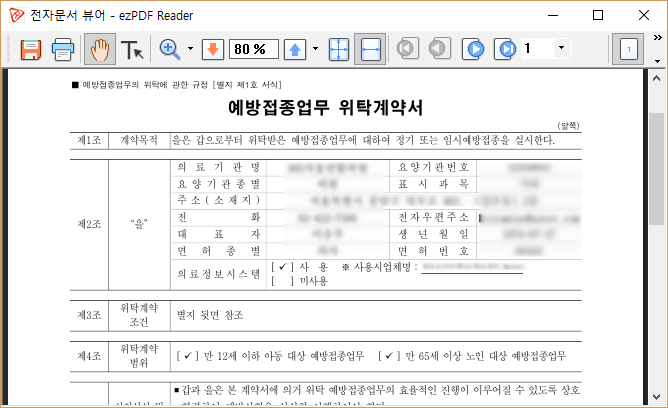 전자문서 뷰어 - ezPDF Reader
80 %
1
■ 예방접종업무의 위탁에 관한 규정 [별지 제1호 서식]
예방접종업무 위탁계약서
(앞쪽)
제1조 계약목적 을은 갑으로부터 위탁받은 예방접종업무에 대하여 정기 또는 임시예방접종을 실시한다.
제2조 "을"
의 료 기 관 명 요 양 기 관 번 호
요 양 기 관 종 별 표 시 과 목
주 소 ( 소 재 지 )
전 화 전 자 우 편 주 소
대 표 자 생 년 월 일
면 허 종 별 면 허 번 호
의 료 정 보 시 스 템 [ ✓ ] 사 용 ※ 사용시업체명 :
[ ] 미사용
제3조 위탁계약 조건 별지 뒷면 참조
제4조 위탁계약 범위 [ ✓ ] 만 12세 이하 아동 대상 예방접종업무 [ ✓ ] 만 65세 이상 노인 대상 예방접종업무
■ 갑과 을은 본 계약서에 의거 위탁 예방접종업무의 효율적인 진행이 이루어질 수 있도록 상호